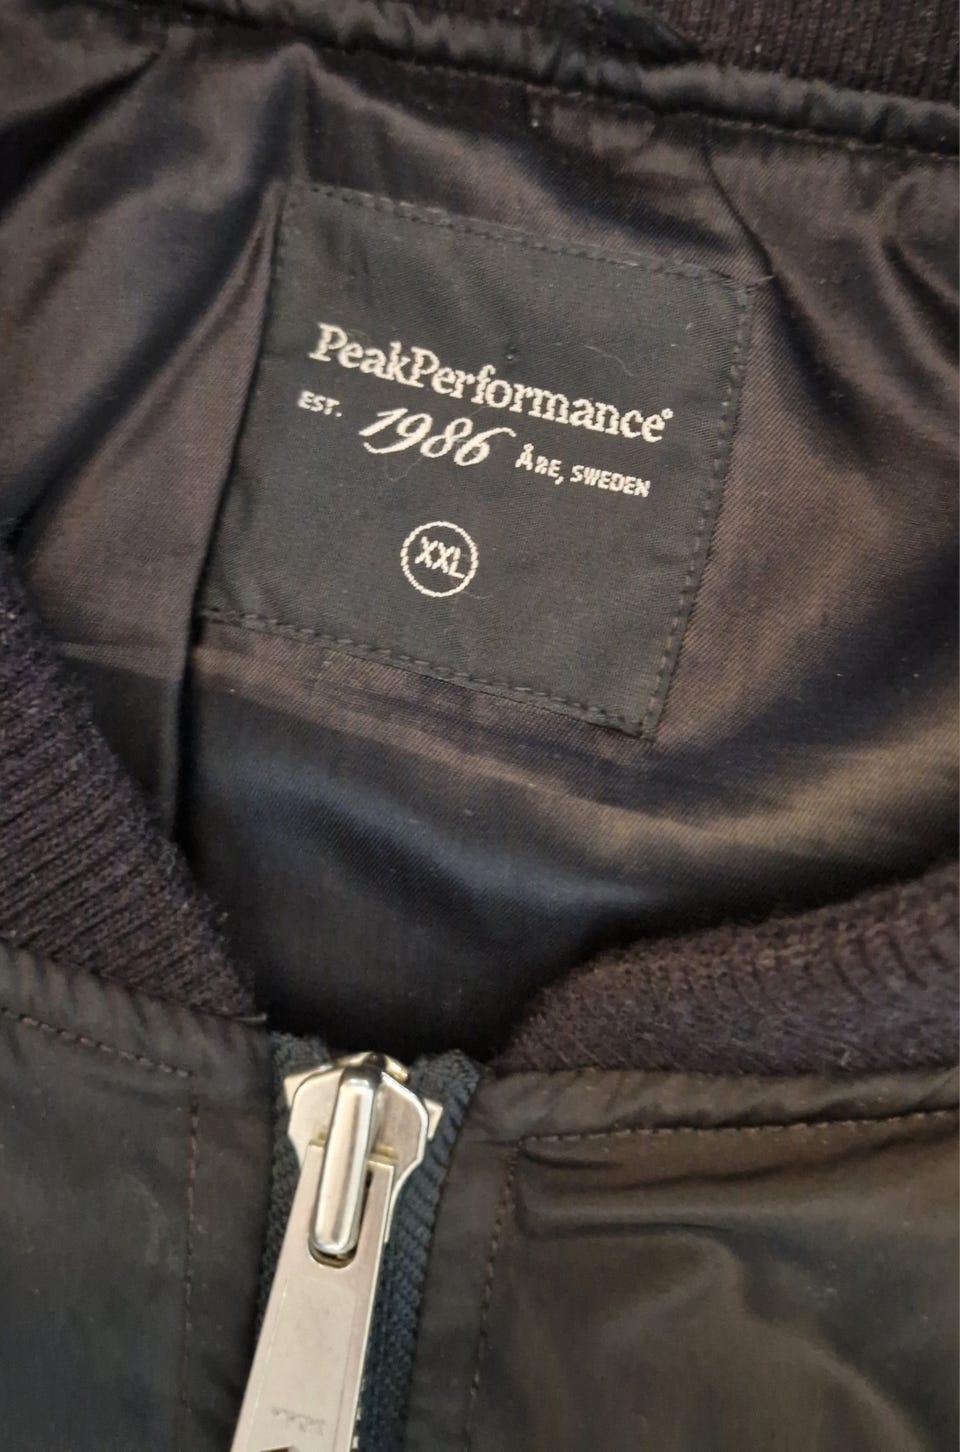 PeakPerformance®
EST. 1986 ÅRE, SWEDEN
XXL